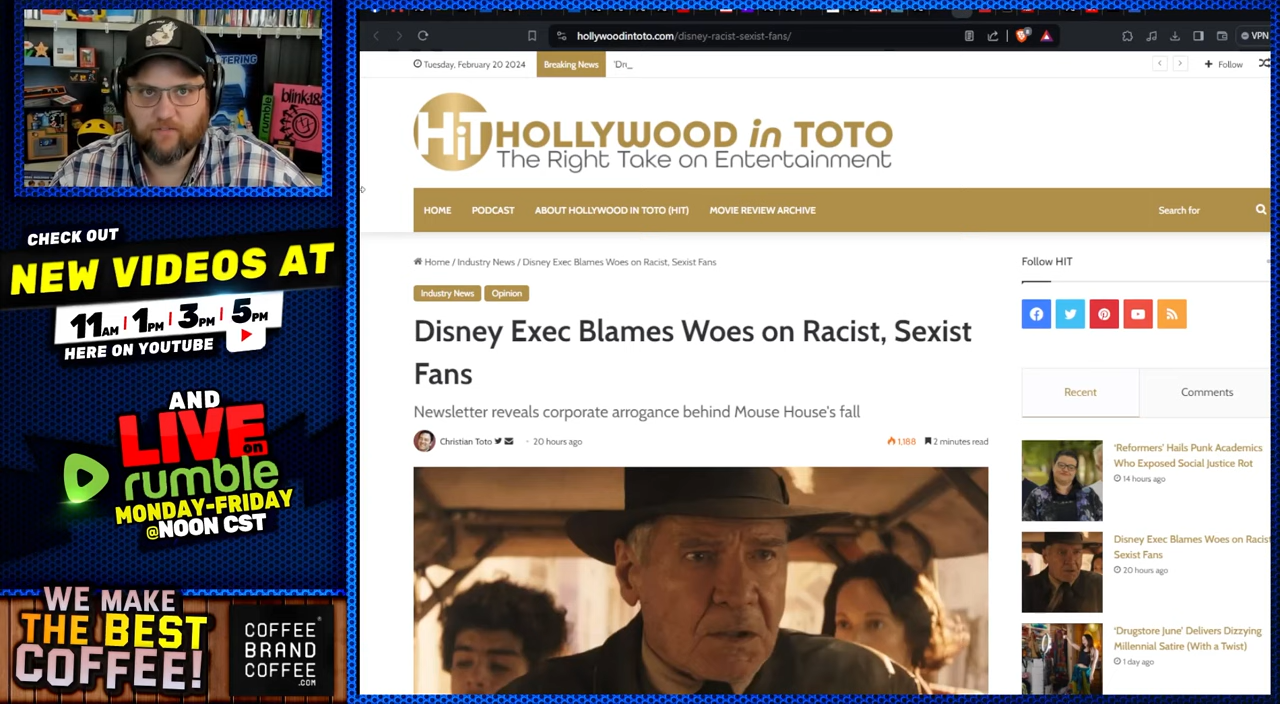 CHECK OUT
NEW VIDEOS AT
11AM | 1PM | 3PM | 5PM
HERE ON YOUTUBE
AND
LIVE on
rumble
MONDAY-FRIDAY
@NOON CST
WE MAKE
THE BEST
COFFEE!
COFFEE
BRAND
COFFEE
.COM
blink-182
rumble
hollywoodintoto.com/disney-racist-sexist-fans/
VPN
Tuesday, February 20 2024
Breaking News
'Dn_
Follow
HiT HOLLYWOOD in TOTO
The Right Take on Entertainment
HOME
PODCAST
ABOUT HOLLYWOOD IN TOTO (HIT)
MOVIE REVIEW ARCHIVE
Search for
Home / Industry News / Disney Exec Blames Woes on Racist, Sexist Fans
Industry News
Opinion
Disney Exec Blames Woes on Racist, Sexist
Fans
Newsletter reveals corporate arrogance behind Mouse House's fall
Christian Toto
20 hours ago
1,188
2 minutes read
Follow HIT
Recent
Comments
'Reformers' Hails Punk Academics
Who Exposed Social Justice Rot
14 hours ago
Disney Exec Blames Woes on Racist
Sexist Fans
20 hours ago
'Drugstore June' Delivers Dizzying
Millennial Satire (With a Twist)
1 day ago